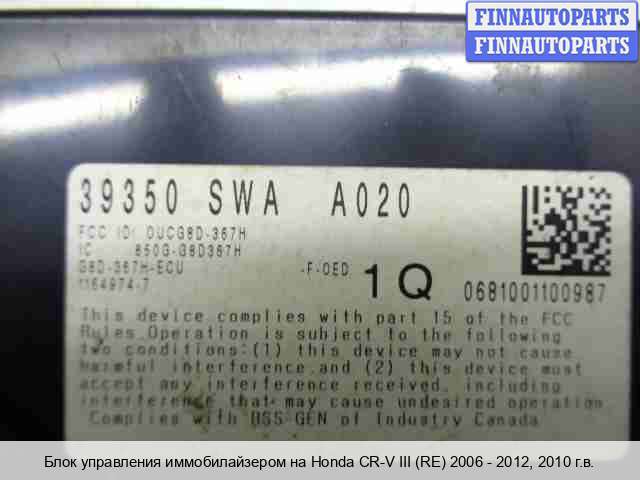 FINNAUTOPARTS
FINNAUTOPARTS
39350 SWA A020
FCC ID: OUCG8D-367H
IC 850G-G8D367H
G8D-367H-ECU -F-OED 1Q
1164974-7 0681001100987
This device complies with part 15 of the FCC
Rules.Operation is subject to the following
two conditions:(1) this device may not cause
harmful interference,and (2) this device must
accept any interference received, including
interference that may cause undesired operation
Complies with RSS-GEN of Industry Canada
Блок управления иммобилайзером на Honda CR-V III (RE) 2006 - 2012, 2010 г.в.